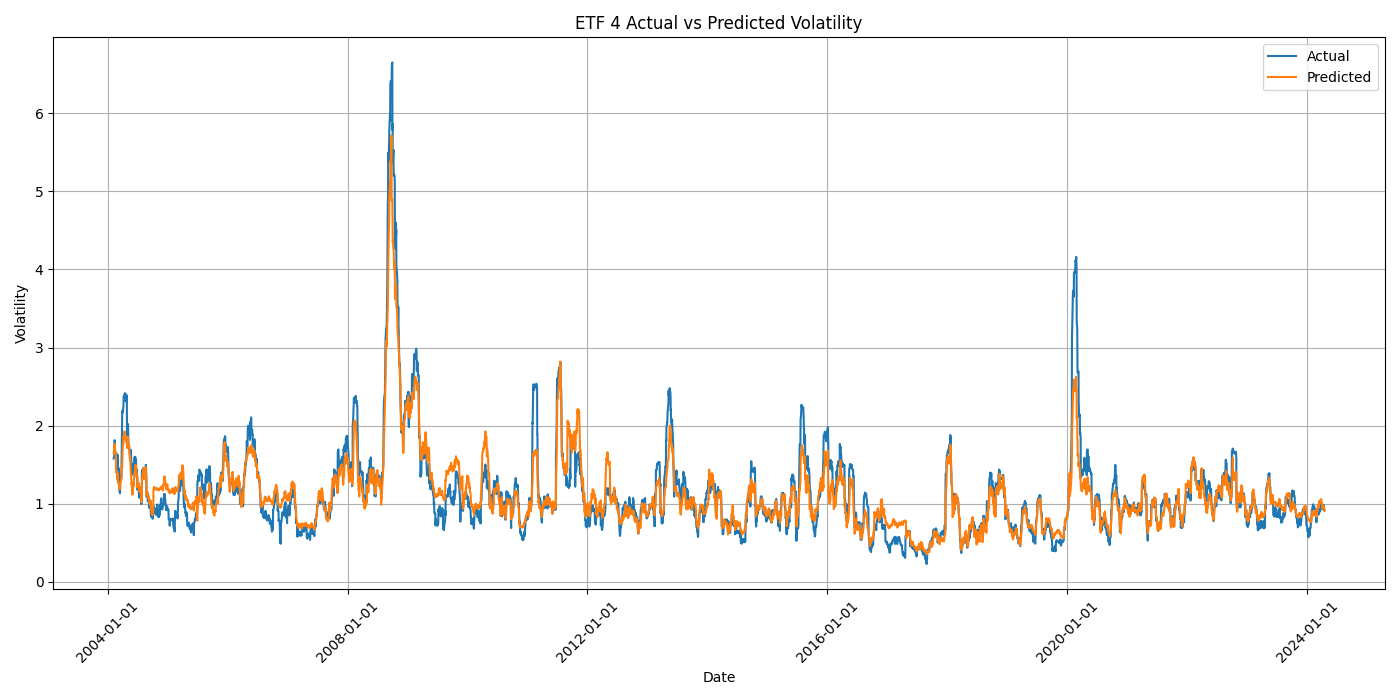 ETF 4 Actual vs Predicted Volatility
Actual
Predicted
Volatility
6
5
4
3
2
1
0
2004-01-01
2008-01-01
2012-01-01
2016-01-01
2020-01-01
2024-01-01
Date